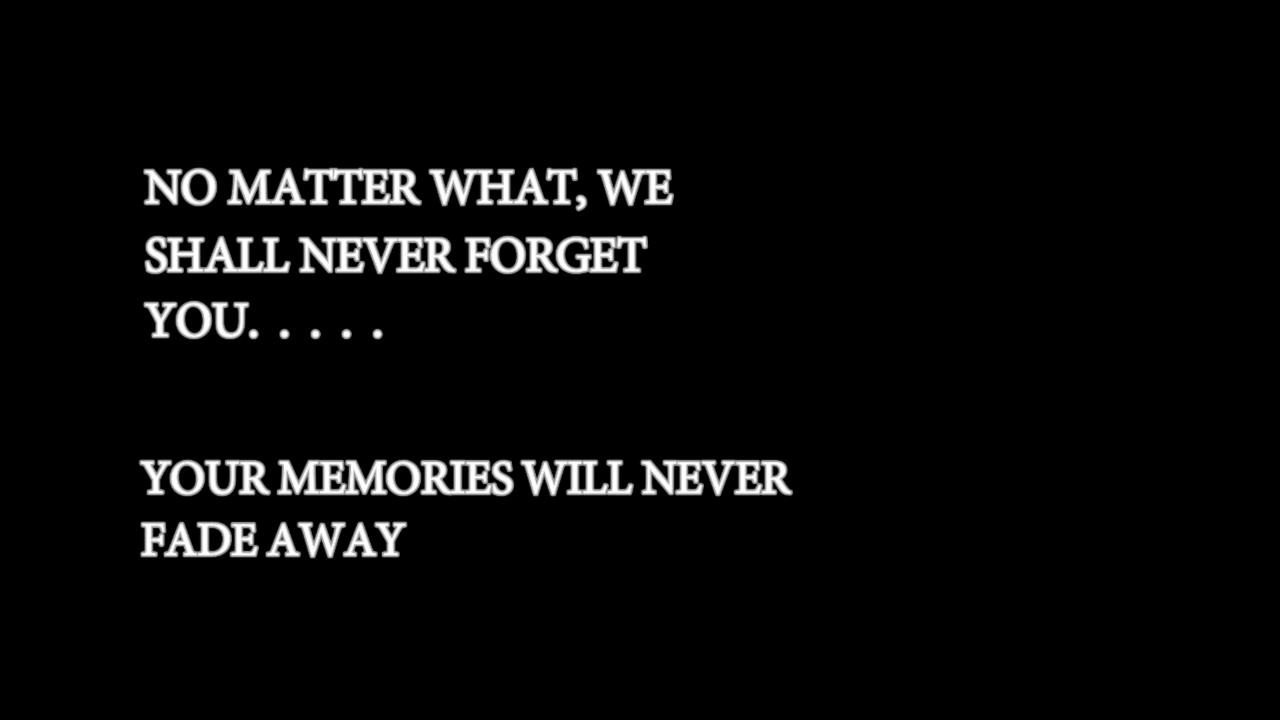 NO MATTER WHAT, WE
SHALL NEVER FORGET
YOU. . . . .
YOUR MEMORIES WILL NEVER
FADE AWAY